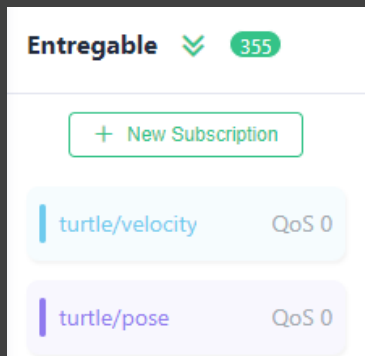 Entregable 355
+ New Subscription
turtle/velocity QoS 0
turtle/pose QoS 0